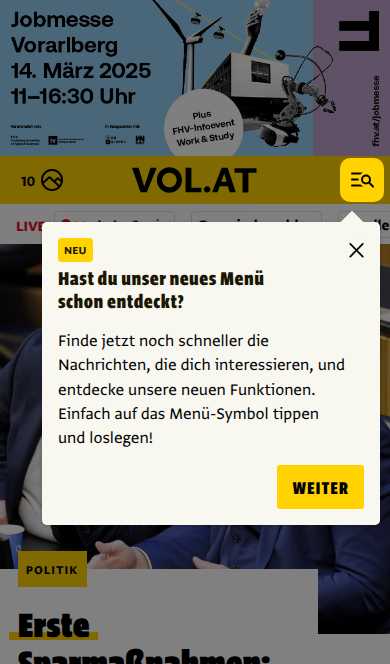 Jobmesse
Vorarlberg
14. März 2025
11–16:30 Uhr
Plus
FHV-Infoevent
Work & Study
fhv.at/jobmesse
10
VOL.AT
LIVE
NEU
Hast du unser neues Menü
schon entdeckt?
Finde jetzt noch schneller die
Nachrichten, die dich interessieren, und
entdecke unsere neuen Funktionen.
Einfach auf das Menü-Symbol tippen
und loslegen!
WEITER
POLITIK
Erste
Sparmaßnahmen: